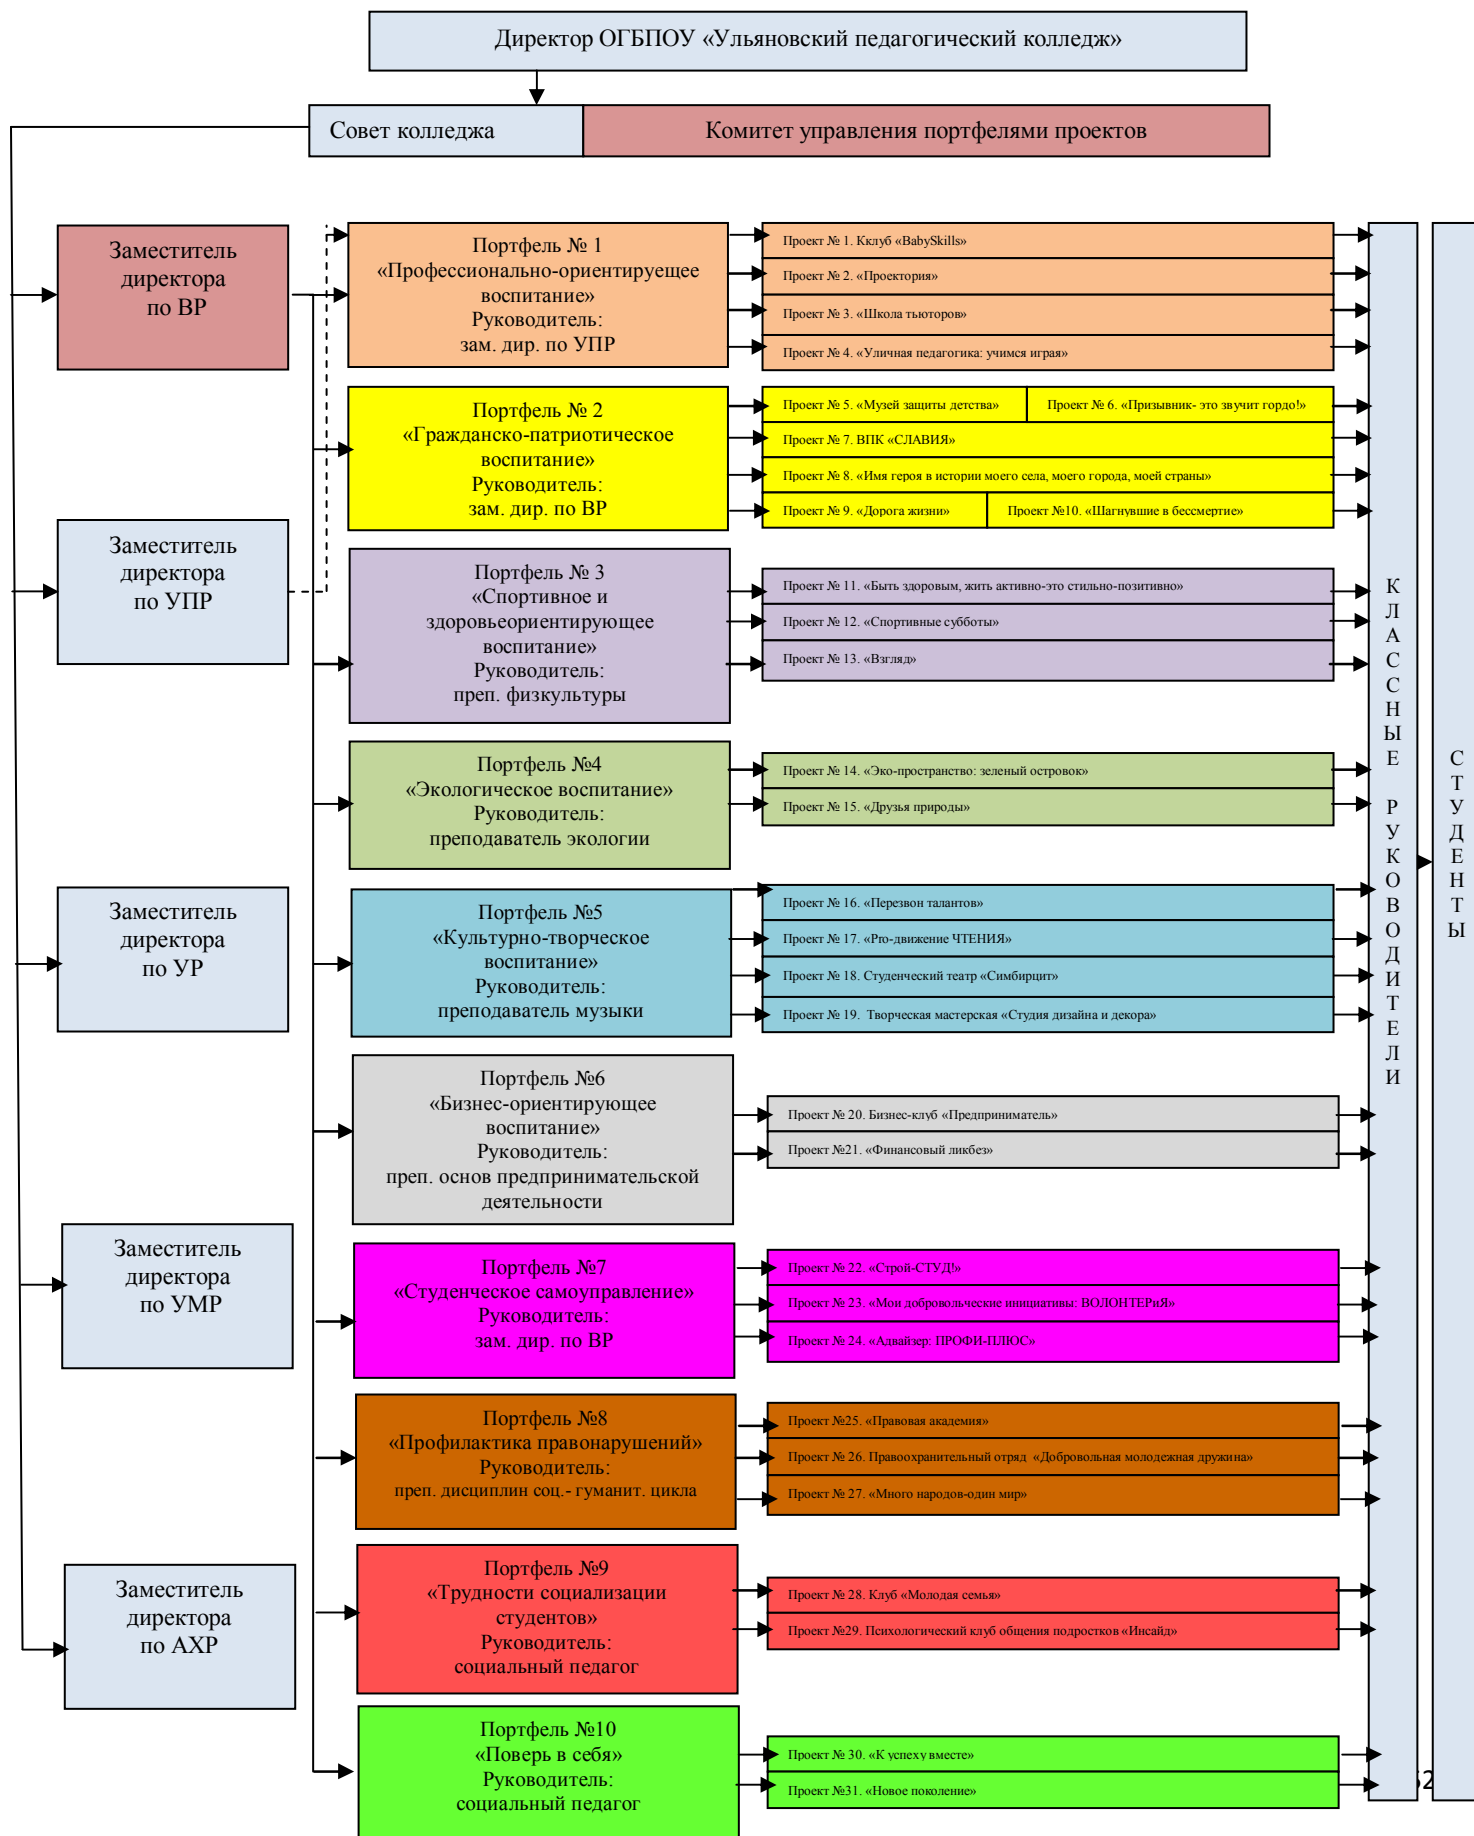 Директор ОГБПОУ «Ульяновский педагогический колледж»
Совет колледжа
Комитет управления портфелями проектов
Заместитель
директора
по ВР
Заместитель
директора
по УПР
Заместитель
директора
по УР
Заместитель
директора
по УМР
Заместитель
директора
по АХР
Портфель № 1
«Профессионально-ориентируещее
воспитание»
Руководитель:
зам. дир. по УПР
Проект № 1. Кклуб «BabySkills»
Проект № 2. «Проектория»
Проект № 3. «Школа тьюторов»
Проект № 4. «Уличная педагогика: учимся играя»
Портфель № 2
«Гражданско-патриотическое
воспитание»
Руководитель:
зам. дир. по ВР
Проект № 5. «Музей защиты детства»
Проект № 6. «Призывник- это звучит гордо!»
Проект № 7. ВПК «СЛАВИЯ»
Проект № 8. «Имя героя в истории моего села, моего города, моей страны»
Проект № 9. «Дорога жизни»
Проект №10. «Шагнувшие в бессмертие»
Портфель № 3
«Спортивное и
здоровьеориентирующее
воспитание»
Руководитель:
преп. физкультуры
Проект № 11. «Быть здоровым, жить активно-это стильно-позитивно»
Проект № 12. «Спортивные субботы»
Проект № 13. «Взгляд»
Портфель №4
«Экологическое воспитание»
Руководитель:
преподаватель экологии
Проект № 14. «Эко-пространство: зеленый островок»
Проект № 15. «Друзья природы»
Портфель №5
«Культурно-творческое
воспитание»
Руководитель:
преподаватель музыки
Проект № 16. «Перезвон талантов»
Проект № 17. «Pro-движение ЧТЕНИЯ»
Проект № 18. Студенческий театр «Симбирцит»
Проект № 19. Творческая мастерская «Студия дизайна и декора»
Портфель №6
«Бизнес-ориентирующее
воспитание»
Руководитель:
преп. основ предпринимательской
деятельности
Проект № 20. Бизнес-клуб «Предприниматель»
Проект №21. «Финансовый ликбез»
Портфель №7
«Студенческое самоуправление»
Руководитель:
зам. дир. по ВР
Проект № 22. «Строй-СТУД!»
Проект № 23. «Мои добровольческие инициативы: ВОЛОНТЕРиЯ»
Проект № 24. «Адвайзер: ПРОФИ-ПЛЮС»
Портфель №8
«Профилактика правонарушений»
Руководитель:
преп. дисциплин соц.- гуманит. цикла
Проект №25. «Правовая академия»
Проект № 26. Правоохранительный отряд «Добровольная молодежная дружина»
Проект № 27. «Много народов-один мир»
Портфель №9
«Трудности социализации
студентов»
Руководитель:
социальный педагог
Проект № 28. Клуб «Молодая семья»
Проект №29. Психологический клуб общения подростков «Инсайд»
Портфель №10
«Поверь в себя»
Руководитель:
социальный педагог
Проект № 30. «К успеху вместе»
Проект №31. «Новое поколение»
КЛАССНЫЕ РУКОВОДИТЕЛИ
СТУДЕНТЫ